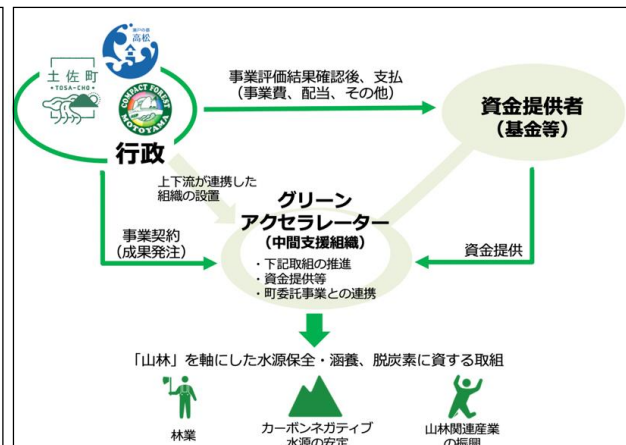 瀬戸の都
高松
土佐町
•TOSA-CHO•
COMPACT FOREST
MOTOYAMA
行政
事業評価結果確認後、支払
(事業費、配当、その他)
資金提供者
(基金等)
上下流が連携した
組織の設置
グリーン
アクセラレーター
(中間支援組織)
・下記取組の推進
・資金提供等
・町委託事業との連携
事業契約
(成果発注)
資金提供
「山林」を軸にした水源保全・涵養、脱炭素に資する取組
林業
カーボンネガティブ
水源の安定
山林関連産業
の振興